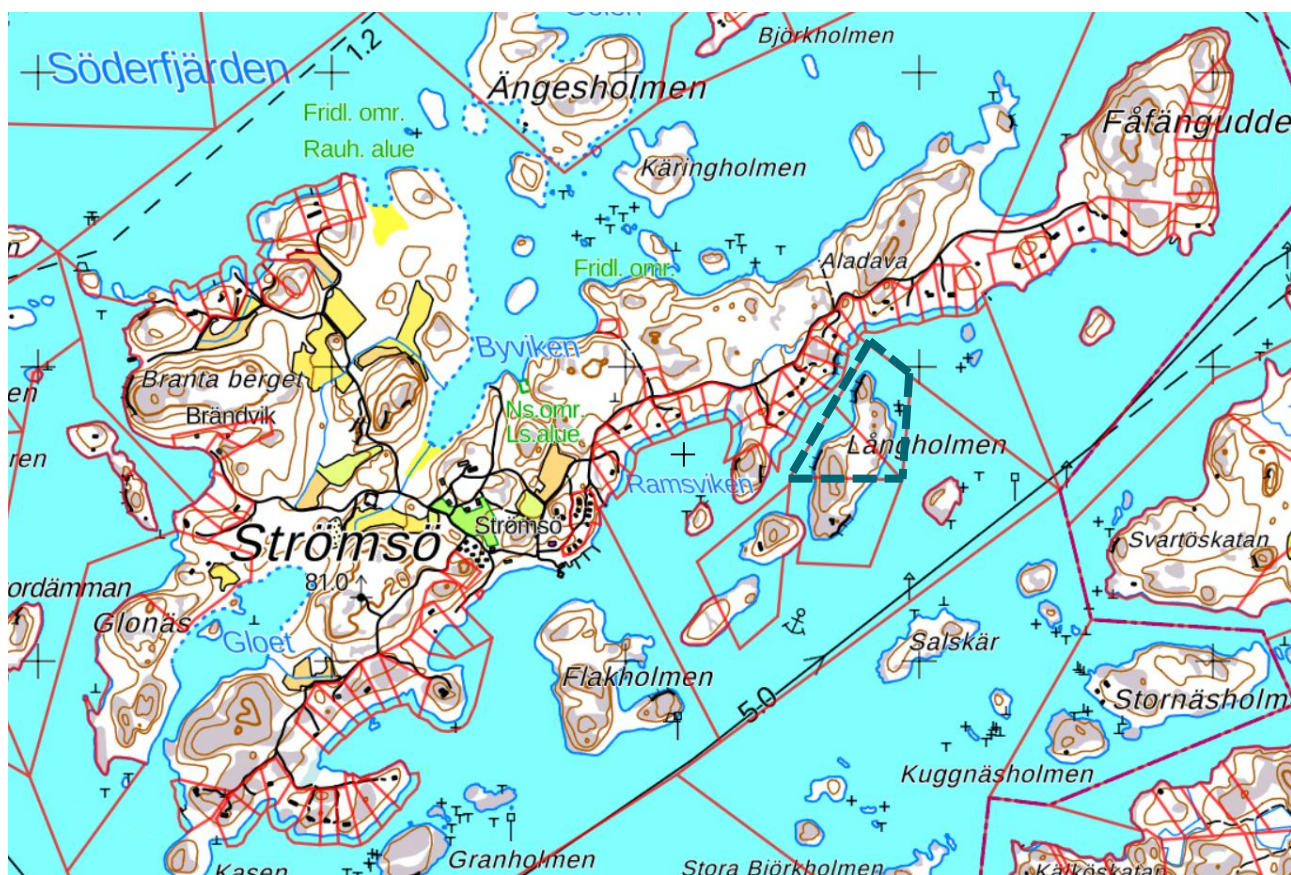 Björkholmen
1.2
Söderfjärden
Ängesholmen
Fridl. omr.
Rauh. alue
Fåfängudde
Käringholmen
Fridl. omr.
Aladava
Byviken
Branta berget
Brändvik
Ns.omr.
Ls.alue
Långholmen
Ramsviken
Strömsö
Strömsö
Svartöskatan
81.0
Glonäs
Gloet
Salskär
Flakholmen
5.0
Stornäsholm
Kuggnäsholmen
Granholmen
Stora Björkholmen
Kälköskatan
Kasen